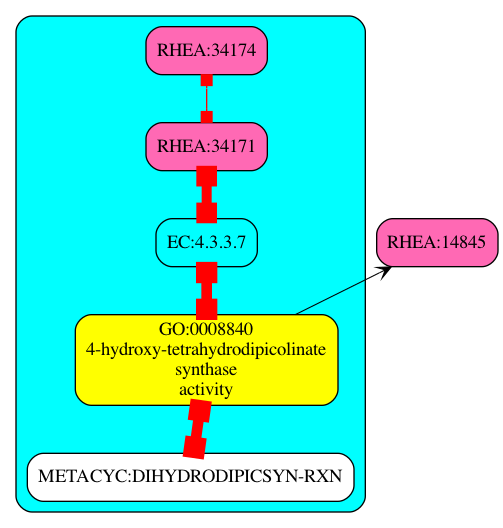 RHEA:34174
RHEA:34171
EC:4.3.3.7
RHEA:14845
GO:0008840
4-hydroxy-tetrahydrodipicolinate
synthase
activity
METACYC:DIHYDRODIPICSYN-RXN